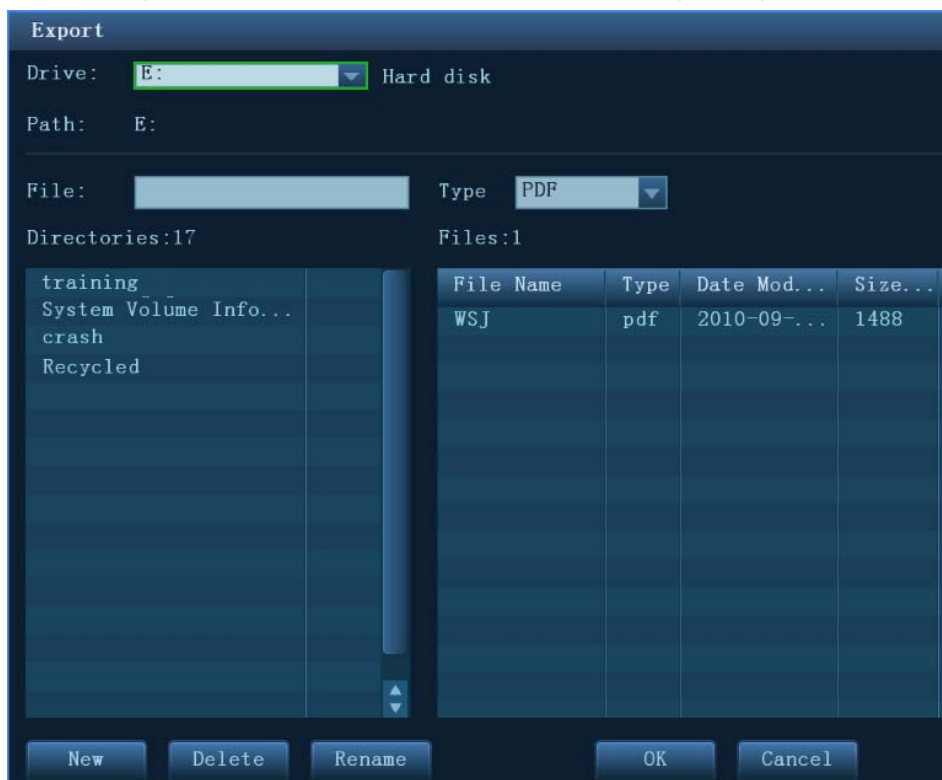 Export
Drive: E: Hard disk
Path: E:
File: Type PDF
Directories:17 Files:1
training
System Volume Info...
crash
Recycled
File Name Type Date Mod... Size...
WSJ pdf 2010-09-... 1488
New Delete Rename OK Cancel